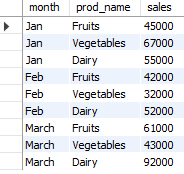 month prod_name sales
Jan Fruits 45000
Jan Vegetables 67000
Jan Dairy 55000
Feb Fruits 42000
Feb Vegetables 32000
Feb Dairy 52000
March Fruits 61000
March Vegetables 43000
March Dairy 92000